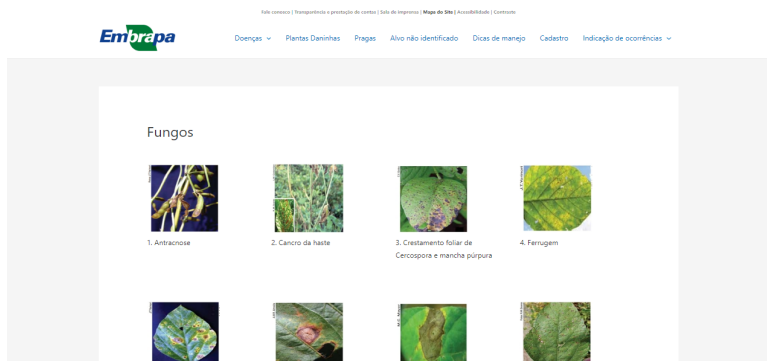 Fale conosco | Transparência e prestação de contas | Sala de imprensa | Mapa do Site | Acessibilidade | Contraste
Embrapa
Doenças Plantas Daninhas Pragas Alvo não identificado Dicas de manejo Cadastro Indicação de ocorrências
Fungos
1. Antracnose
2. Cancro da haste
3. Crestamento foliar de
Cercospora e mancha púrpura
4. Ferrugem